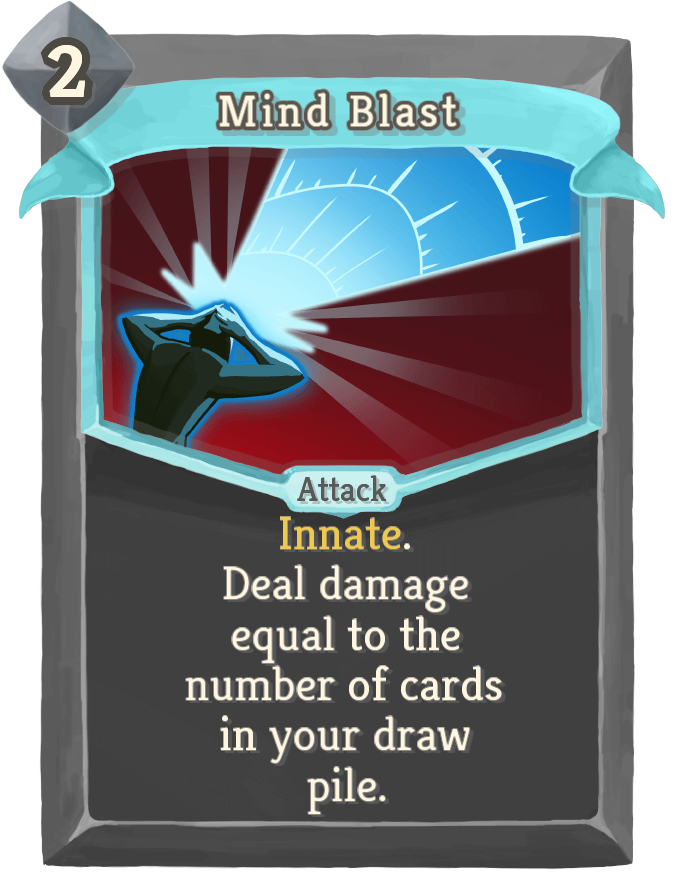 2
Mind Blast
Attack
Innate.
Deal damage
equal to the
number of cards
in your draw
pile.